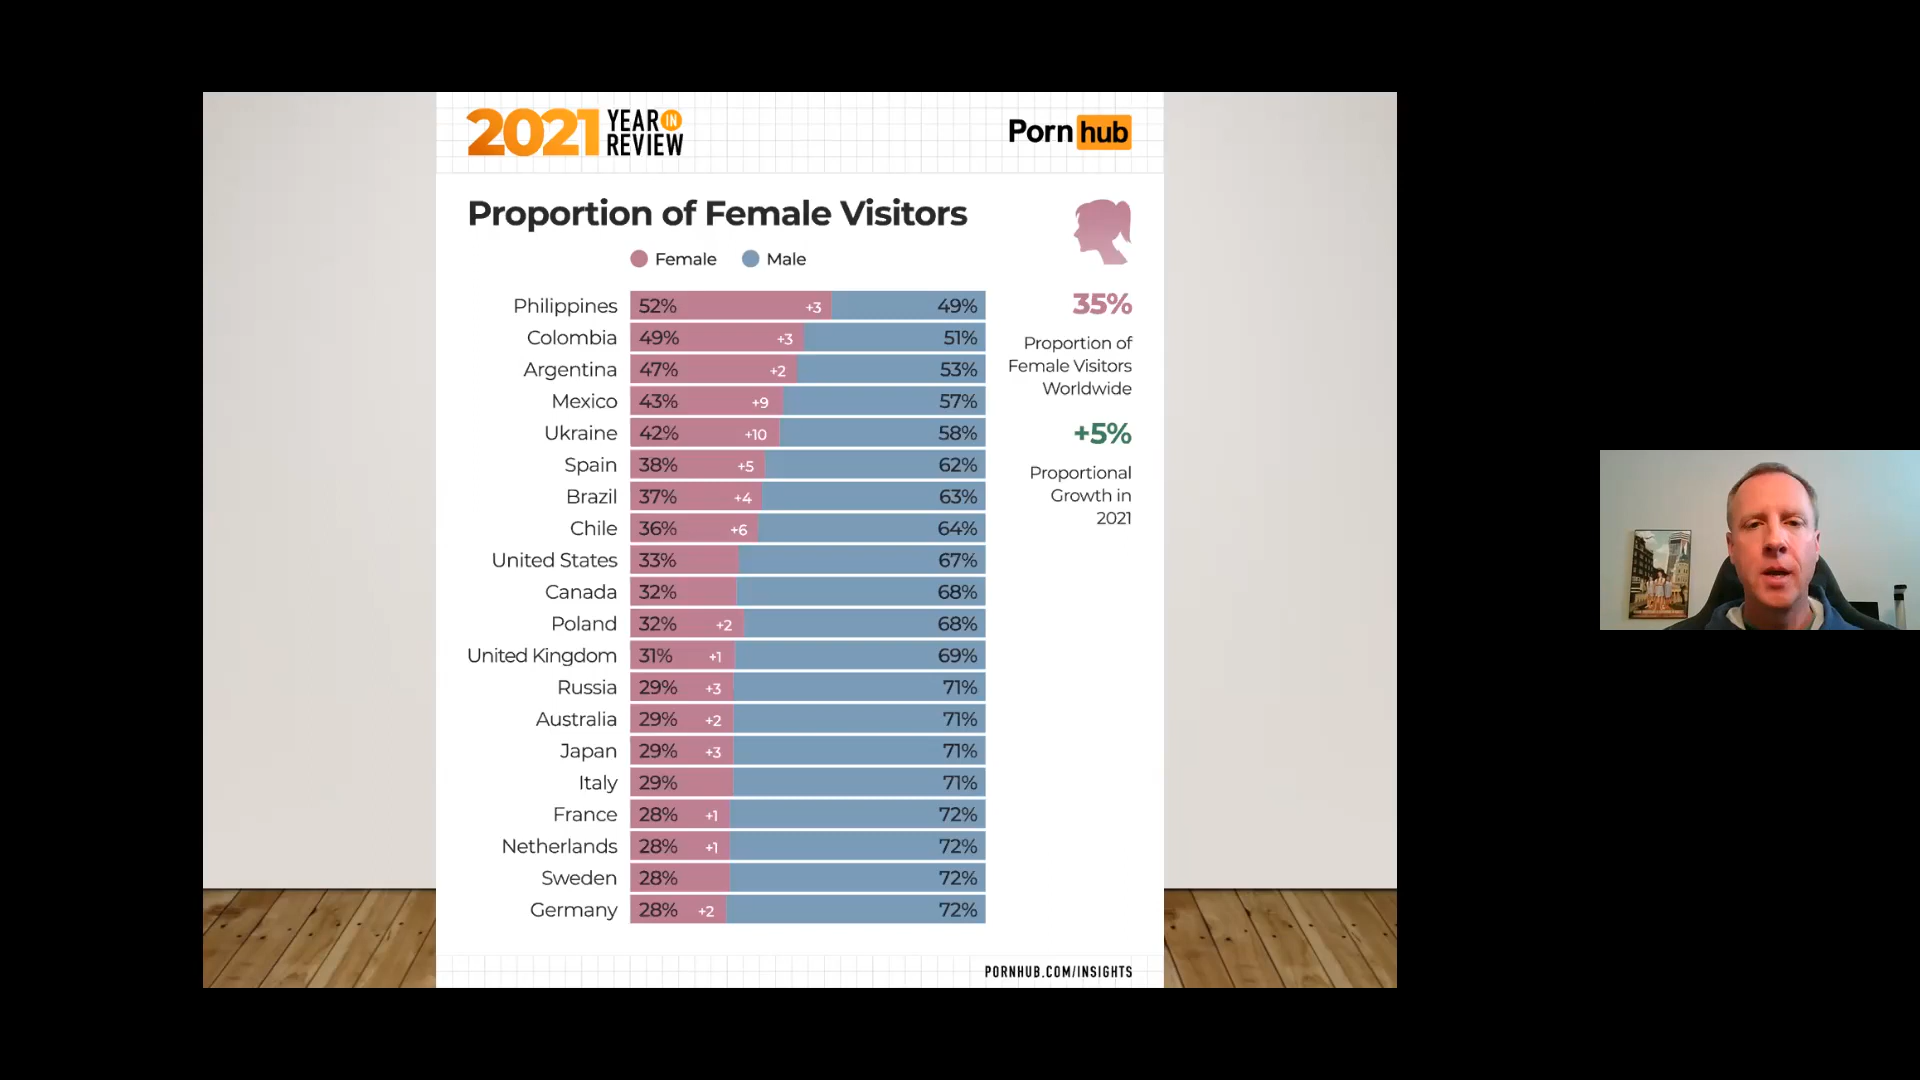 2021 YEAR IN REVIEW
Pornhub
Proportion of Female Visitors
Female Male
Philippines 52% +3 49%
Colombia 49% +3 51%
Argentina 47% +2 53%
Mexico 43% +9 57%
Ukraine 42% +10 58%
Spain 38% +5 62%
Brazil 37% +4 63%
Chile 36% +6 64%
United States 33% 67%
Canada 32% 68%
Poland 32% +2 68%
United Kingdom 31% +1 69%
Russia 29% +3 71%
Australia 29% +2 71%
Japan 29% +3 71%
Italy 29% 71%
France 28% +1 72%
Netherlands 28% +1 72%
Sweden 28% 72%
Germany 28% +2 72%
35%
Proportion of
Female Visitors
Worldwide
+5%
Proportional
Growth in
2021
PORNHUB.COM/INSIGHTS